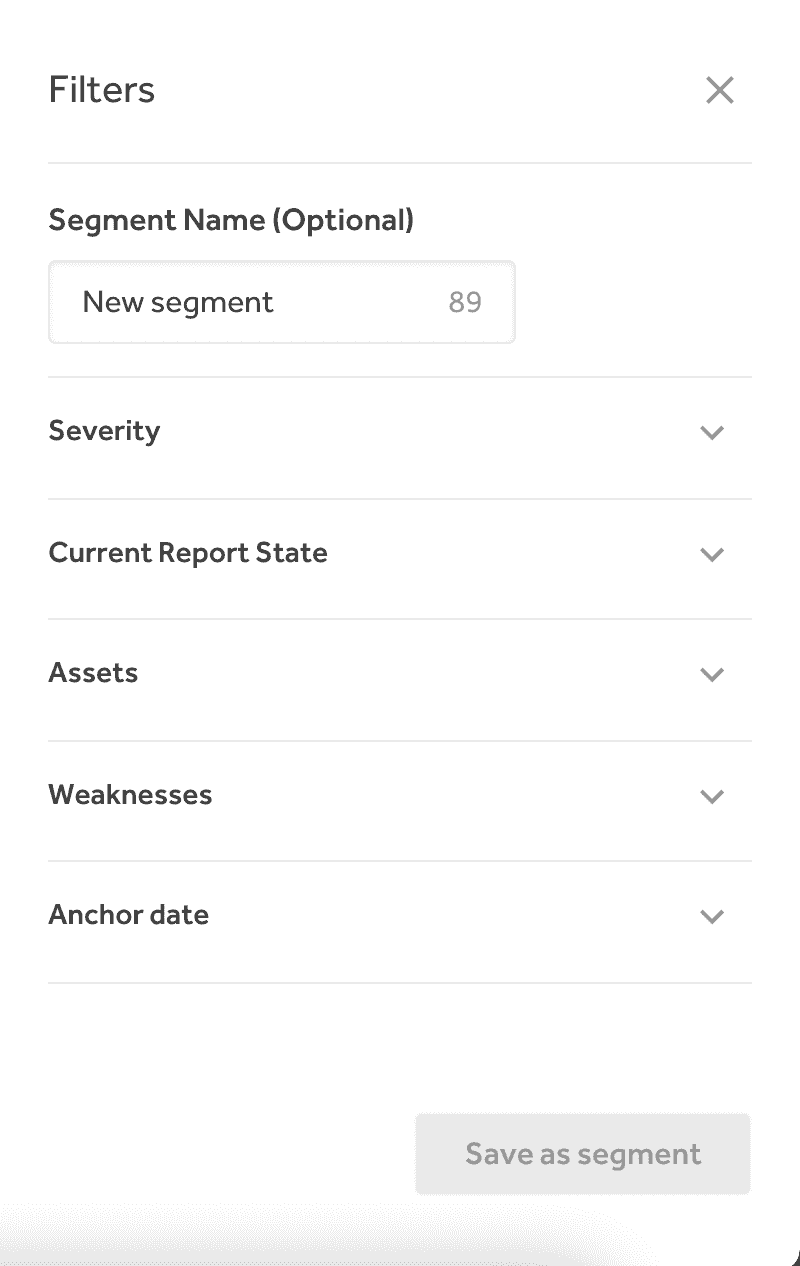 Filters
Segment Name (Optional)
New segment 89
Severity
Current Report State
Assets
Weaknesses
Anchor date
Save as segment